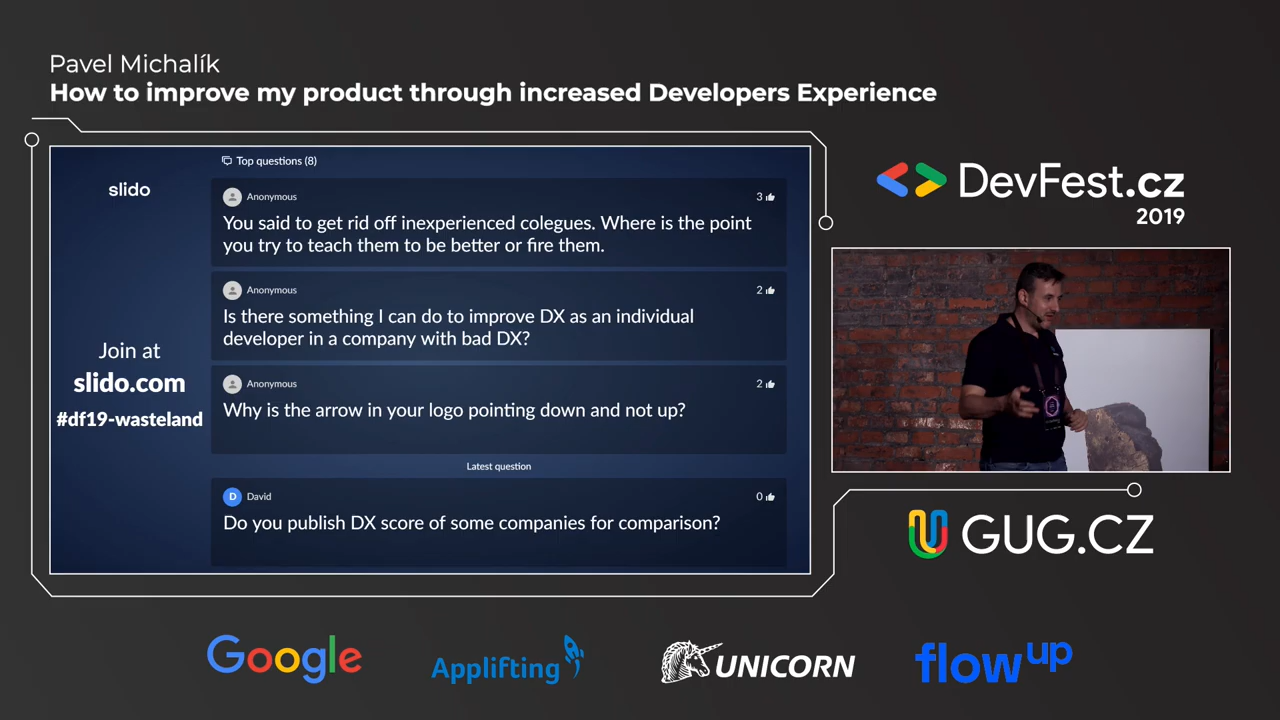 Pavel Michalík
How to improve my product through increased Developers Experience
slido
Join at
slido.com
#df19-wasteland
Top questions (8)
Anonymous
3
You said to get rid off inexperienced colegues. Where is the point
you try to teach them to be better or fire them.
Anonymous
2
Is there something I can do to improve DX as an individual
developer in a company with bad DX?
Anonymous
2
Why is the arrow in your logo pointing down and not up?
Latest question
D
David
0
Do you publish DX score of some companies for comparison?
DevFest.cz
2019
GUG.CZ
Google
Applifting
UNICORN
flowup